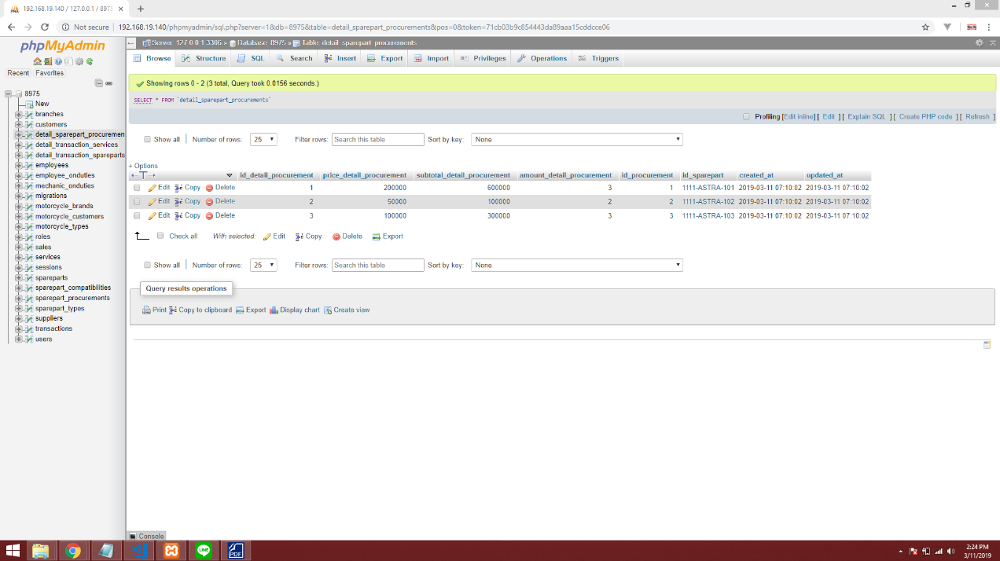 192.168.19.140 / 127.0.0.1 / 8975
Not secure | 192.168.19.140/phpmyadmin/sql.php?server=1&db=8975&table=detail_sparepart_procurements&pos=0&token=71cb03b9c854443da89aaa15cddcce06
phpMyAdmin
Recent Favorites
8975
New
branches
customers
detail_sparepart_procuremen
detail_transaction_services
detail_transaction_spareparts
employees
employee_onduties
mechanic_onduties
migrations
motorcycle_brands
motorcycle_customers
motorcycle_types
roles
sales
services
sessions
spareparts
sparepart_compatibilities
sparepart_procurements
sparepart_types
suppliers
transactions
users
Server: 127.0.0.1:3306 » Database: 8975 » Table: detail_sparepart_procurements
Browse Structure SQL Search Insert Export Import Privileges Operations Triggers
Showing rows 0 - 2 (3 total, Query took 0.0156 seconds.)
SELECT * FROM `detail_sparepart_procurements`
Profiling [Edit inline] [ Edit ] [ Explain SQL ] [ Create PHP code ] [ Refresh ]
Show all | Number of rows: 25 Filter rows: Search this table Sort by key: None
+ Options
id_detail_procurement price_detail_procurement subtotal_detail_procurement amount_detail_procurement id_procurement id_sparepart created_at updated_at
Edit Copy Delete 1 200000 600000 3 1 1111-ASTRA-101 2019-03-11 07:10:02 2019-03-11 07:10:02
Edit Copy Delete 2 50000 100000 2 2 1111-ASTRA-102 2019-03-11 07:10:02 2019-03-11 07:10:02
Edit Copy Delete 3 100000 300000 3 3 1111-ASTRA-103 2019-03-11 07:10:02 2019-03-11 07:10:02
Check all With selected: Edit Copy Delete Export
Show all | Number of rows: 25 Filter rows: Search this table Sort by key: None
Query results operations
Print Copy to clipboard Export Display chart Create view
Console
LINE
PDF
2:24 PM
3/11/2019